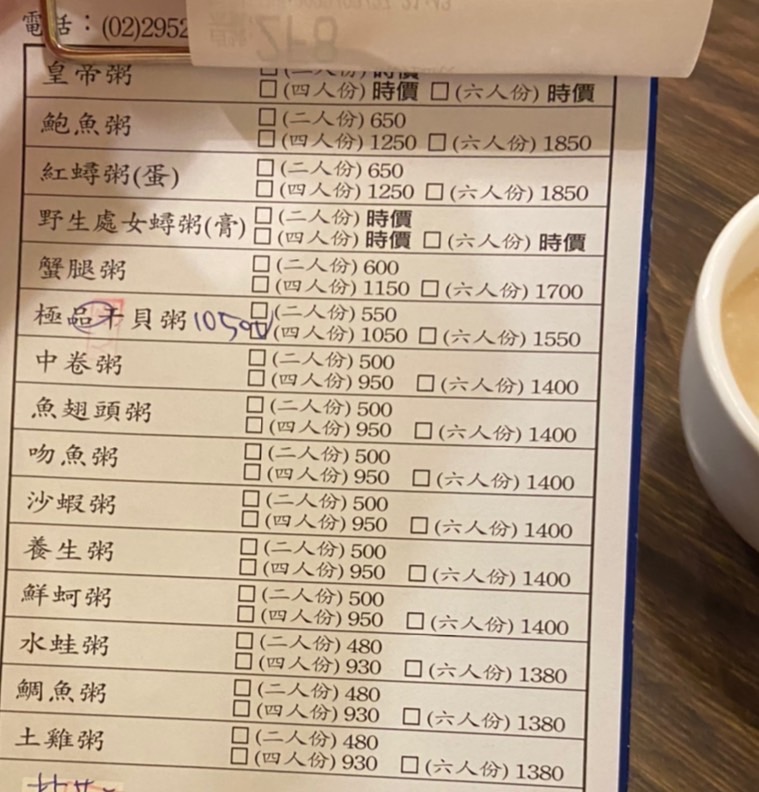 電話：(02)2952
皇帝粥 □(二人份)時價
□(四人份)時價 □(六人份)時價
鮑魚粥 □(二人份)650
□(四人份)1250 □(六人份)1850
紅蟳粥(蛋) □(二人份)650
□(四人份)1250 □(六人份)1850
野生處女蟳粥(膏) □(二人份)時價
□(四人份)時價 □(六人份)時價
蟹腿粥 □(二人份)600
□(四人份)1150 □(六人份)1700
極品干貝粥 □(二人份)550
□(四人份)1050 □(六人份)1550
中卷粥 □(二人份)500
□(四人份)950 □(六人份)1400
魚翅頭粥 □(二人份)500
□(四人份)950 □(六人份)1400
吻魚粥 □(二人份)500
□(四人份)950 □(六人份)1400
沙蝦粥 □(二人份)500
□(四人份)950 □(六人份)1400
養生粥 □(二人份)500
□(四人份)950 □(六人份)1400
鮮蚵粥 □(二人份)500
□(四人份)950 □(六人份)1400
水蛙粥 □(二人份)480
□(四人份)930 □(六人份)1380
鯛魚粥 □(二人份)480
□(四人份)930 □(六人份)1380
土雞粥 □(二人份)480
□(四人份)930 □(六人份)1380